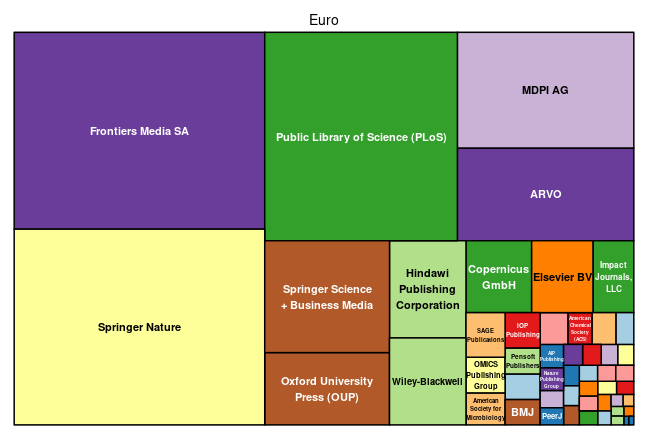 Euro
Frontiers Media SA
Public Library of Science (PLoS)
MDPI AG
ARVO
Springer Nature
Springer Science
+ Business Media
Oxford University
Press (OUP)
Hindawi
Publishing
Corporation
Wiley-Blackwell
Copernicus
GmbH
Elsevier BV
Impact
Journals,
LLC
SAGE
Publications
IOP
Publishing
American
Chemical
Society
(ACS)
OMICS
Publishing
Group
Pensoft
Publishers
AIP
Publishing
Nature
Publishing
Group
American
Society for
Microbiology
BMJ
PeerJ